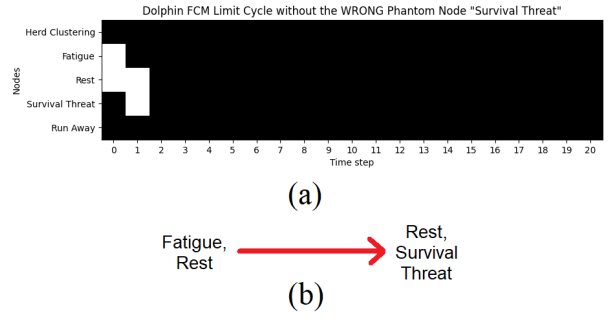 Dolphin FCM Limit Cycle without the WRONG Phantom Node "Survival Threat"
Nodes
Herd Clustering
Fatigue
Rest
Survival Threat
Run Away
0 1 2 3 4 5 6 7 8 9 10 11 12 13 14 15 16 17 18 19 20
Time step
(a)
Fatigue,
Rest
Rest,
Survival
Threat
(b)